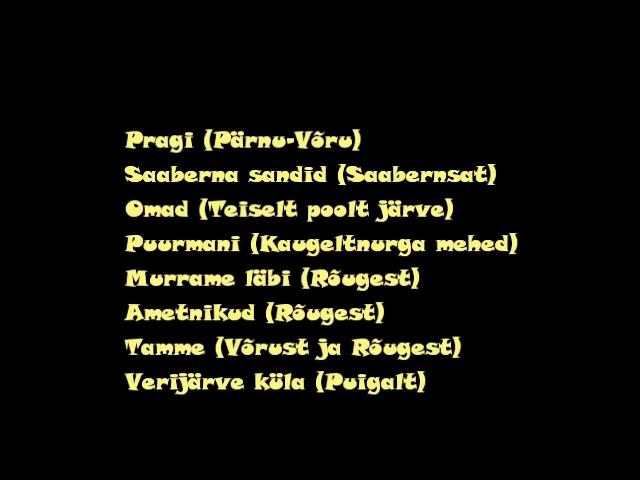 Pragi (Pärnu-Võru)
Saaberna sandid (Saabernsat)
Omad (Teiselt poolt järve)
Puurmani (Kaugeltnurga mehed)
Murrame läbi (Rõugest)
Ametnikud (Rõugest)
Tamme (Võrust ja Rõugest)
Verijärve küla (Puigalt)